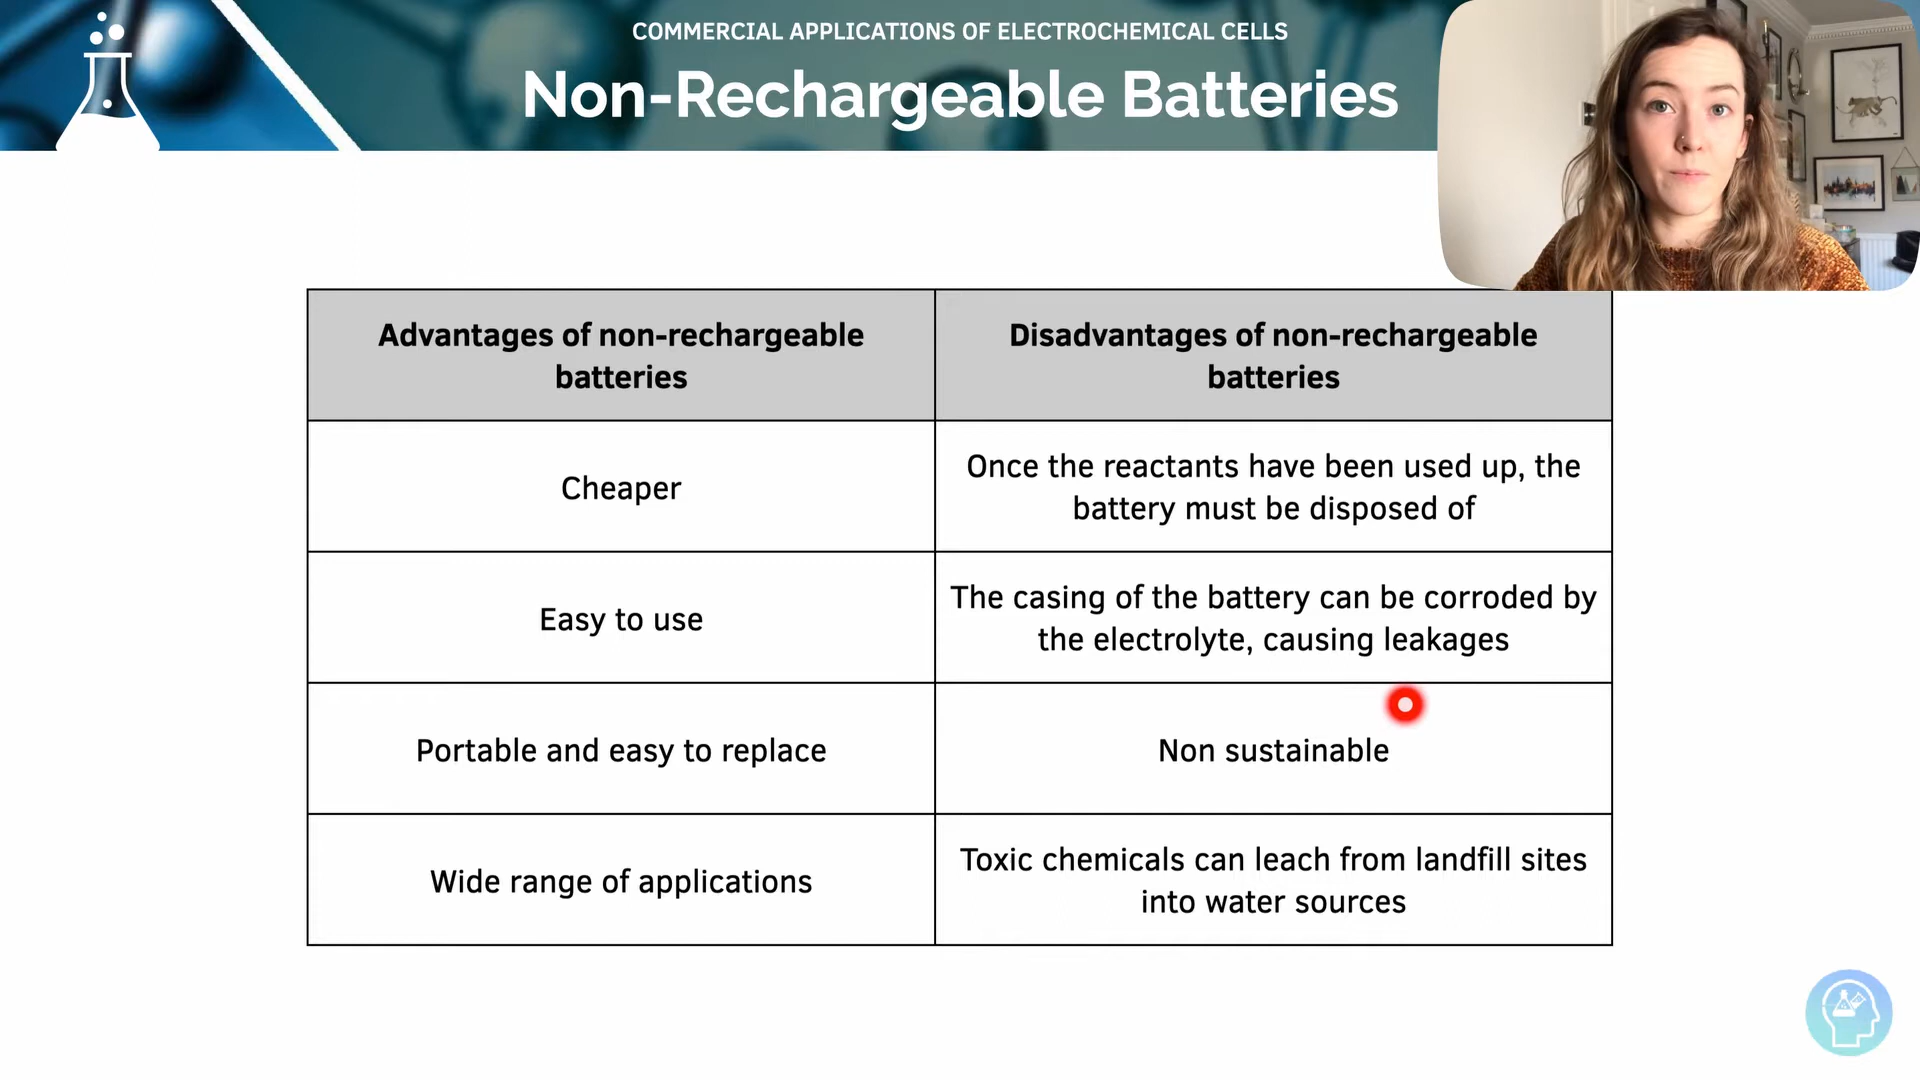 COMMERCIAL APPLICATIONS OF ELECTROCHEMICAL CELLS
Non-Rechargeable Batteries
Advantages of non-rechargeable
batteries
Disadvantages of non-rechargeable
batteries
Cheaper
Once the reactants have been used up, the
battery must be disposed of
Easy to use
The casing of the battery can be corroded by
the electrolyte, causing leakages
Portable and easy to replace
Non sustainable
Wide range of applications
Toxic chemicals can leach from landfill sites
into water sources